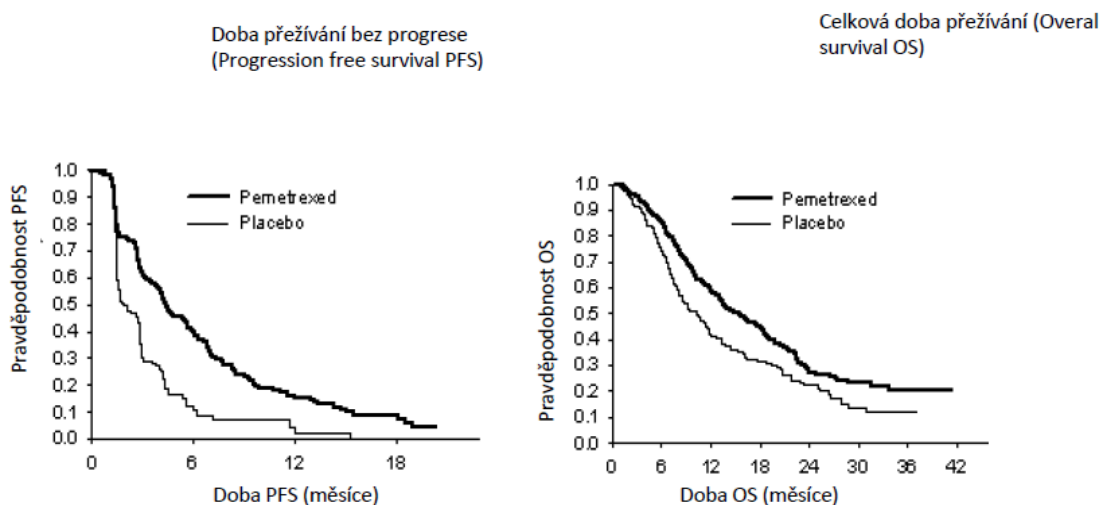 Doba přežívání bez progrese
(Progression free survival PFS)
Celková doba přežívání (Overal
survival OS)
Pravděpodobnost PFS
1.0
0.9
0.8
0.7
0.6
0.5
0.4
0.3
0.2
0.1
0.0
Pemetrexed
Placebo
0 6 12 18
Doba PFS (měsíce)
Pravděpodobnost OS
1.0
0.9
0.8
0.7
0.6
0.5
0.4
0.3
0.2
0.1
0.0
Pemetrexed
Placebo
0 6 12 18 24 30 36 42
Doba OS (měsíce)